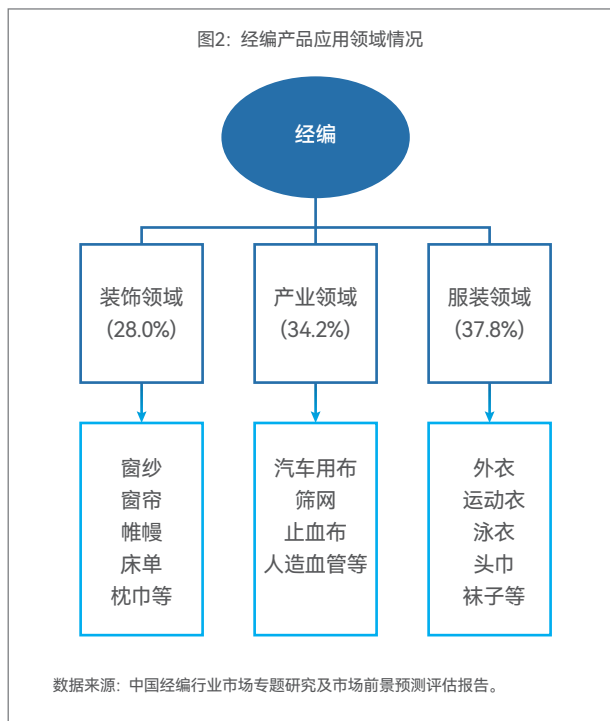 图2：经编产品应用领域情况
经编
装饰领域
(28.0%)
产业领域
(34.2%)
服装领域
(37.8%)
窗纱
窗帘
帷幔
床单
枕巾等
汽车用布
筛网
止血布
人造血管等
外衣
运动衣
泳衣
头巾
袜子等
数据来源：中国经编行业市场专题研究及市场前景预测评估报告。